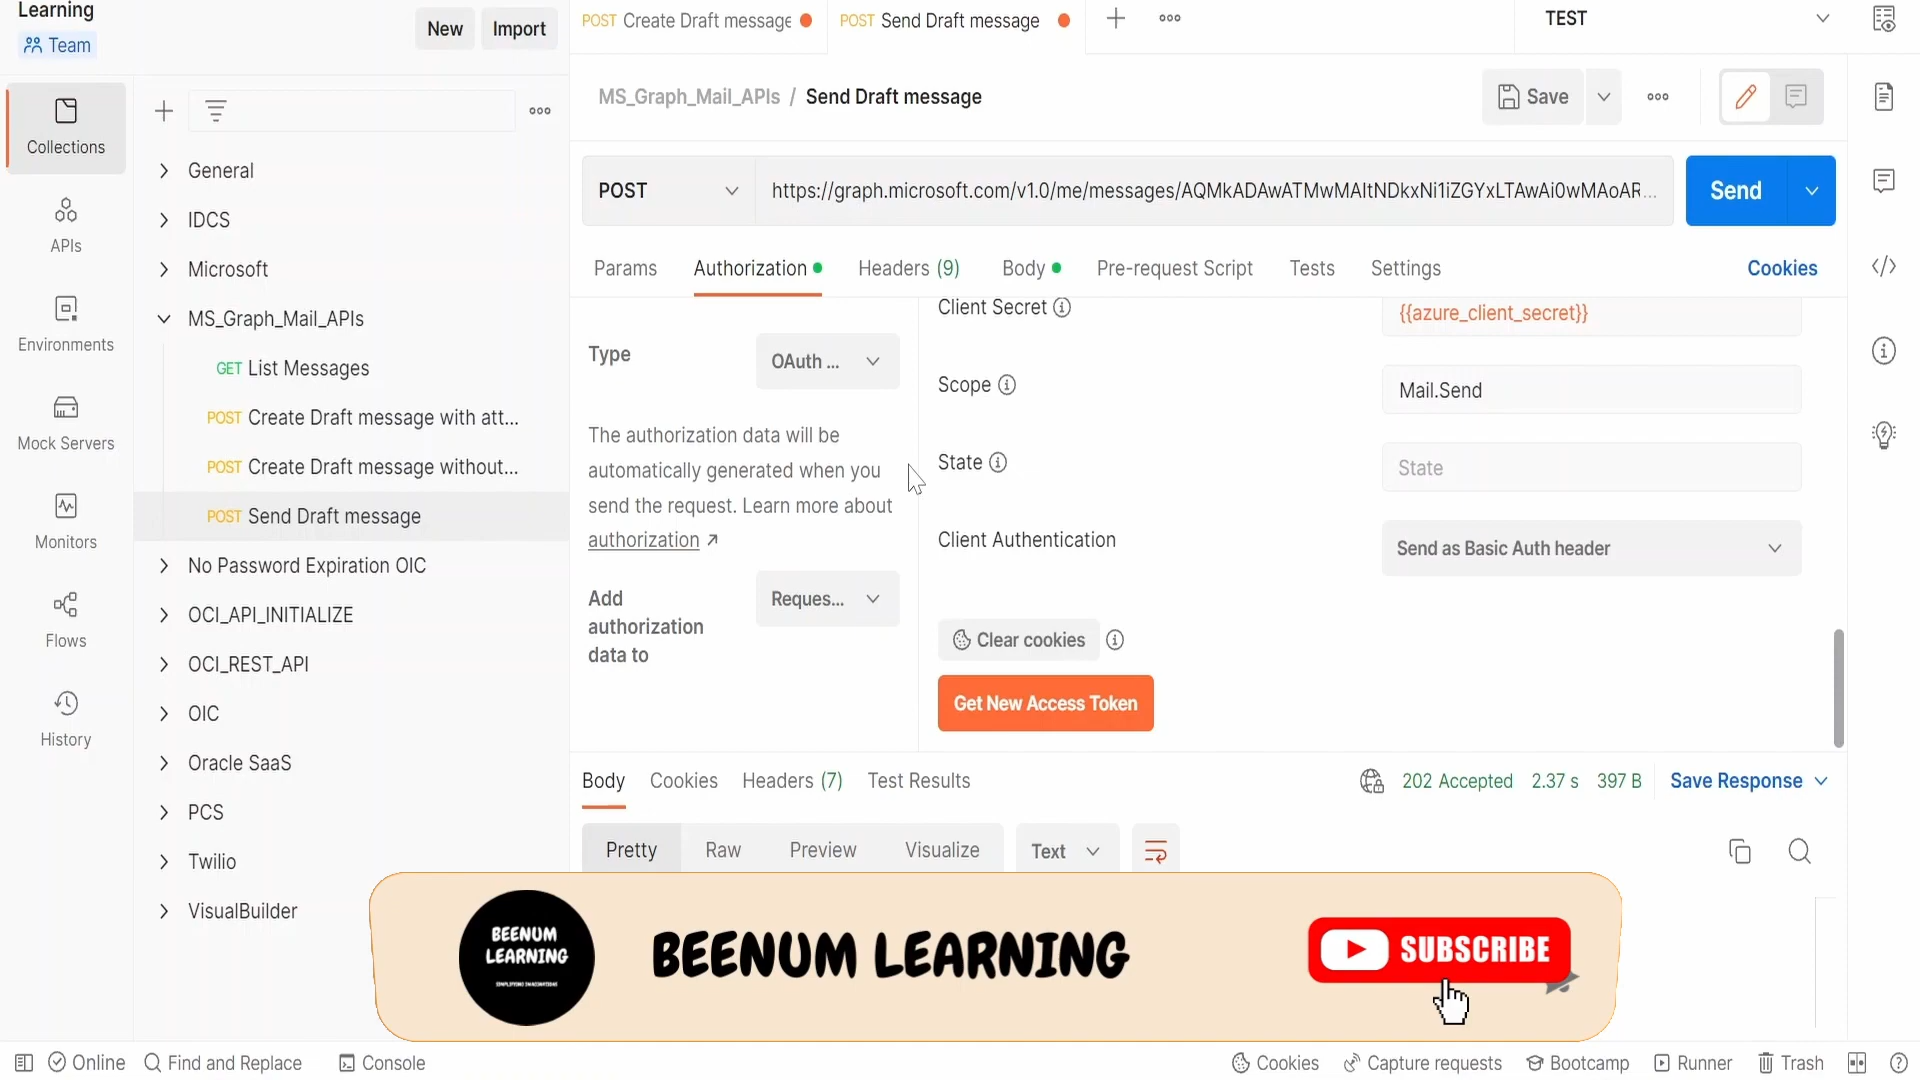 Learning
Team
New
Import
POST Create Draft message
POST Send Draft message
TEST
MS_Graph_Mail_APIs / Send Draft message
Save
Collections
APIs
Environments
Mock Servers
Monitors
Flows
History
General
IDCS
Microsoft
MS_Graph_Mail_APIs
GET List Messages
POST Create Draft message with att...
POST Create Draft message without...
POST Send Draft message
No Password Expiration OIC
OCI_API_INITIALIZE
OCI_REST_API
OIC
Oracle SaaS
PCS
Twilio
VisualBuilder
POST
https://graph.microsoft.com/v1.0/me/messages/AQMkADAwATMwMAItNDkxNi1iZGYxLTAwAi0wMAoAR...
Send
Params
Authorization
Headers (9)
Body
Pre-request Script
Tests
Settings
Cookies
Type
OAuth ...
The authorization data will be
automatically generated when you
send the request. Learn more about
authorization ↗
Add
authorization
data to
Reques...
Client Secret
{{azure_client_secret}}
Scope
Mail.Send
State
State
Client Authentication
Send as Basic Auth header
Clear cookies
Get New Access Token
Body
Cookies
Headers (7)
Test Results
202 Accepted
2.37 s
397 B
Save Response
Pretty
Raw
Preview
Visualize
Text
BEENUM
LEARNING
SIMPLIFYING IMAGINATIONS
BEENUM LEARNING
SUBSCRIBE
Online
Find and Replace
Console
Cookies
Capture requests
Bootcamp
Runner
Trash